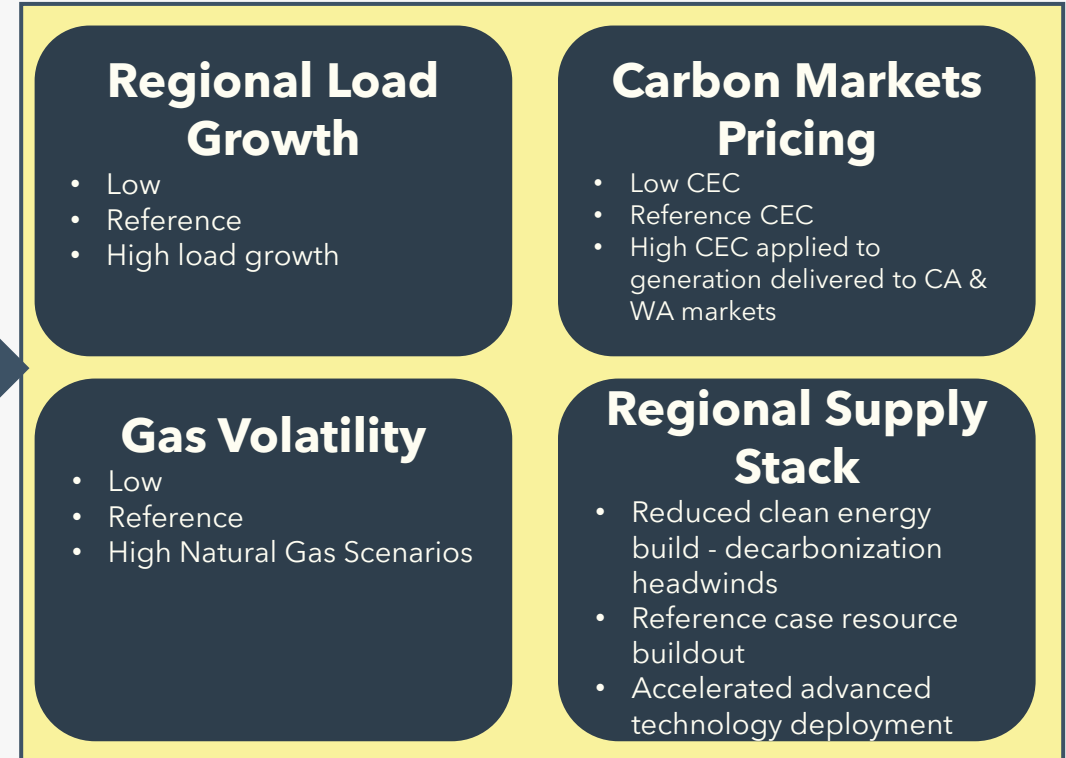 Regional Load
Growth
• Low
• Reference
• High load growth
Carbon Markets
Pricing
• Low CEC
• Reference CEC
• High CEC applied to
generation delivered to CA &
WA markets
Gas Volatility
• Low
• Reference
• High Natural Gas Scenarios
Regional Supply
Stack
• Reduced clean energy
build - decarbonization
headwinds
• Reference case resource
buildout
• Accelerated advanced
technology deployment